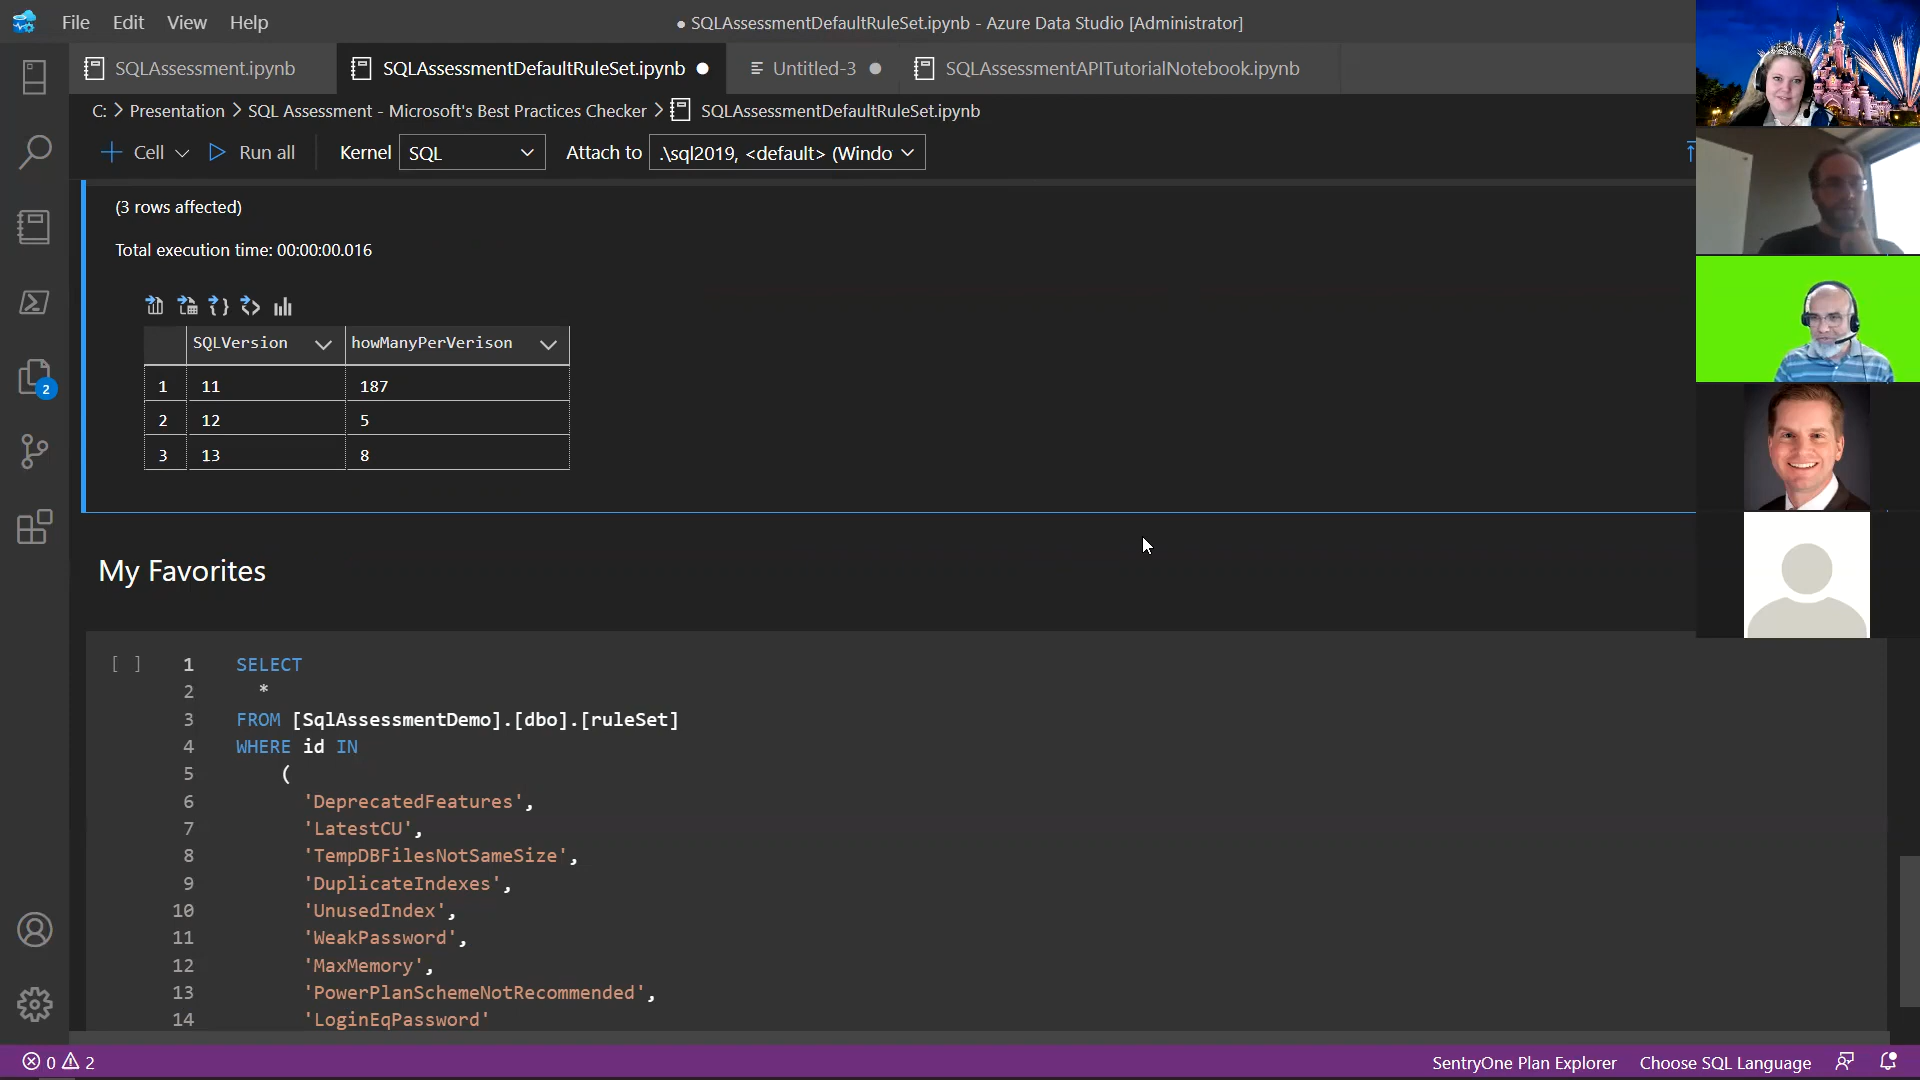 File Edit View Help
● SQLAssessmentDefaultRuleSet.ipynb - Azure Data Studio [Administrator]
SQLAssessment.ipynb
SQLAssessmentDefaultRuleSet.ipynb ●
Untitled-3 ●
SQLAssessmentAPITutorialNotebook.ipynb
C: > Presentation > SQL Assessment - Microsoft's Best Practices Checker > SQLAssessmentDefaultRuleSet.ipynb
Cell Run all Kernel SQL Attach to .\sql2019, <default> (Windo
(3 rows affected)
Total execution time: 00:00:00.016
SQLVersion howManyPerVerison
1 11 187
2 12 5
3 13 8
2
My Favorites
[ ] 1 SELECT
2 *
3 FROM [SqlAssessmentDemo].[dbo].[ruleSet]
4 WHERE id IN
5 (
6 'DeprecatedFeatures',
7 'LatestCU',
8 'TempDBFilesNotSameSize',
9 'DuplicateIndexes',
10 'UnusedIndex',
11 'WeakPassword',
12 'MaxMemory',
13 'PowerPlanSchemeNotRecommended',
14 'LoginEqPassword'
0 2 SentryOne Plan Explorer Choose SQL Language